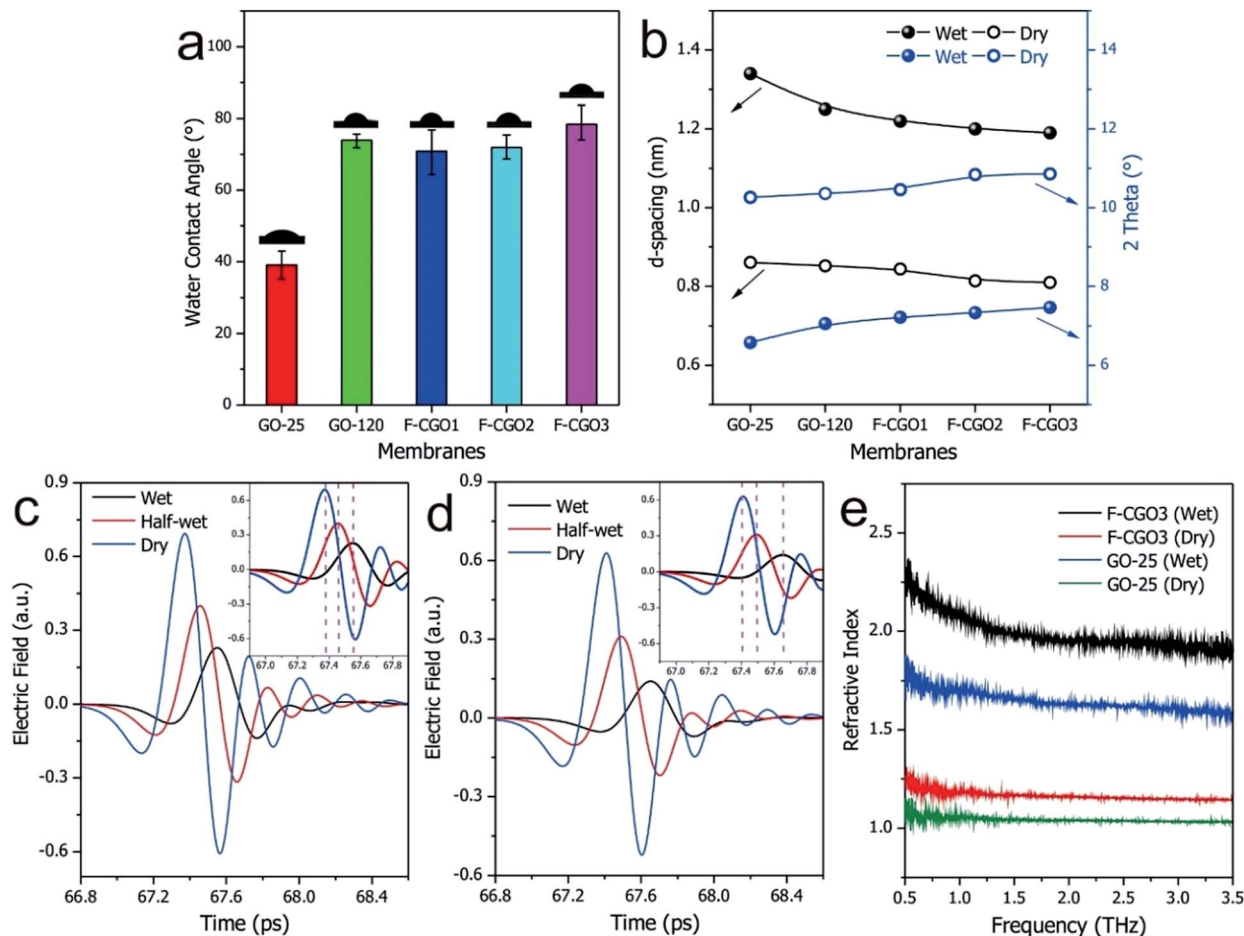 a
Water Contact Angle (°)
100
80
60
40
20
0
GO-25 GO-120 F-CGO1 F-CGO2 F-CGO3
Membranes
b
Wet Dry
Wet Dry
d-spacing (nm)
1.4
1.2
1.0
0.8
0.6
2 Theta (°)
14
12
10
8
6
GO-25 GO-120 F-CGO1 F-CGO2 F-CGO3
Membranes
c
Wet
Half-wet
Dry
Electric Field (a.u.)
0.9
0.6
0.3
0.0
-0.3
-0.6
66.8 67.2 67.6 68.0 68.4
Time (ps)
0.6
0.3
0.0
-0.3
-0.6
67.0 67.2 67.4 67.6 67.8
d
Wet
Half-wet
Dry
Electric Field (a.u.)
0.9
0.6
0.3
0.0
-0.3
-0.6
66.8 67.2 67.6 68.0 68.4
Time (ps)
0.6
0.3
0.0
-0.3
-0.6
67.0 67.2 67.4 67.6 67.8
e
F-CGO3 (Wet)
F-CGO3 (Dry)
GO-25 (Wet)
GO-25 (Dry)
Refractive Index
2.5
2.0
1.5
1.0
0.5 1.0 1.5 2.0 2.5 3.0 3.5
Frequency (THz)